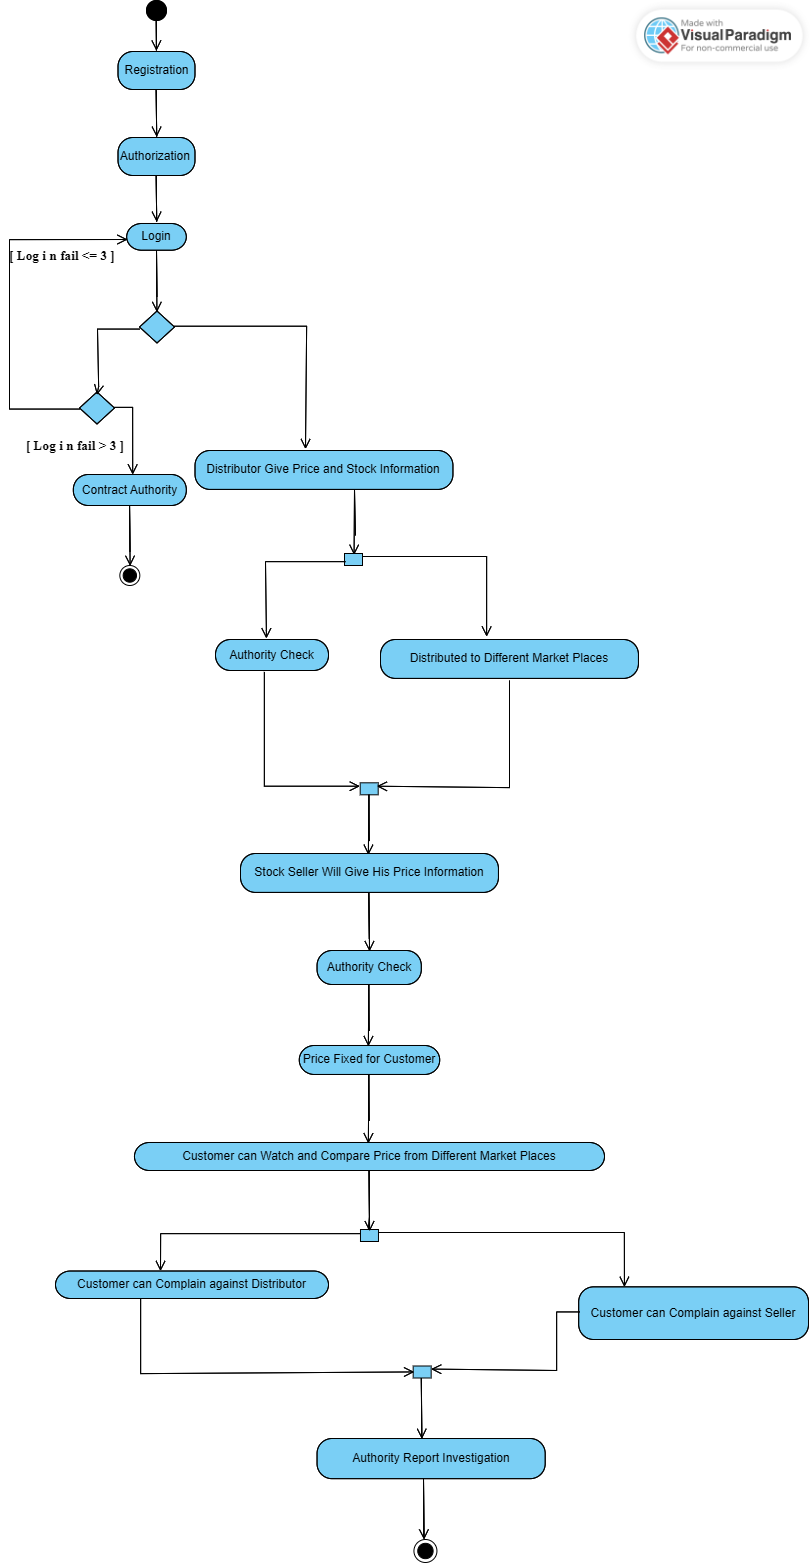 Made with
VisualParadigm
For non-commercial use
Registration
Authorization
Login
[ Log i n fail <= 3 ]
[ Log i n fail > 3 ]
Distributor Give Price and Stock Information
Contract Authority
Authority Check
Distributed to Different Market Places
Stock Seller Will Give His Price Information
Authority Check
Price Fixed for Customer
Customer can Watch and Compare Price from Different Market Places
Customer can Complain against Distributor
Customer can Complain against Seller
Authority Report Investigation